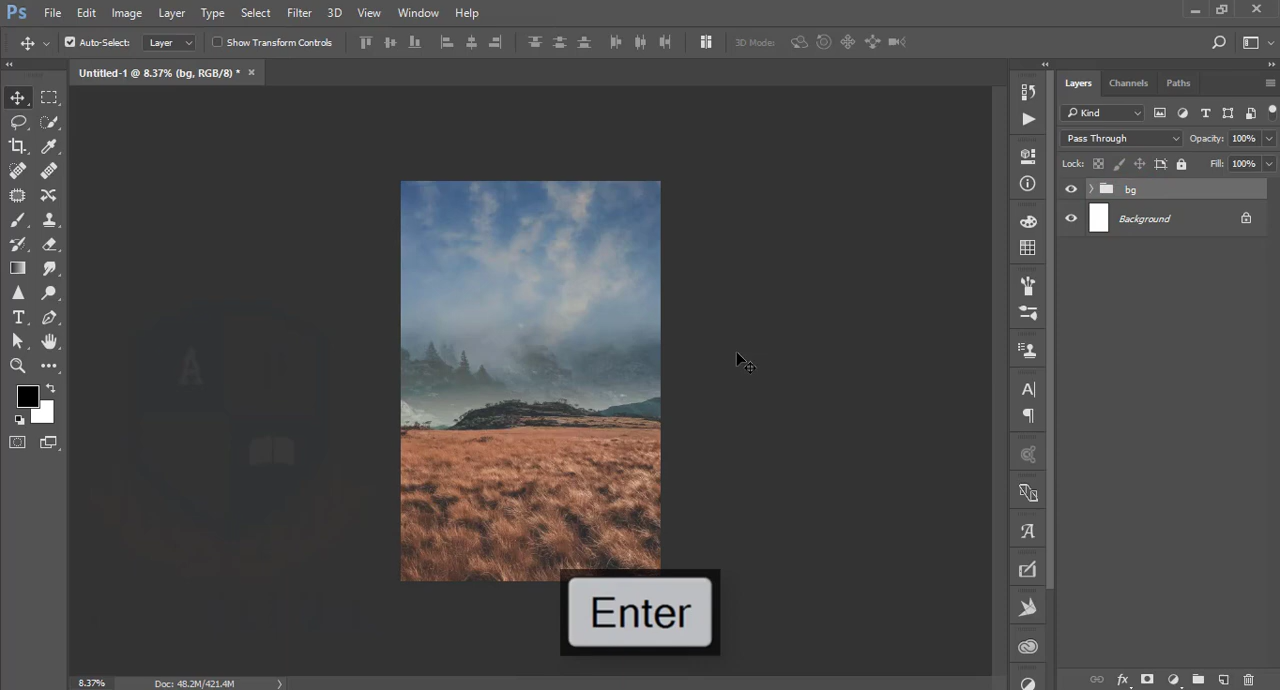 Ps File Edit Image Layer Type Select Filter 3D View Window Help
Auto-Select: Layer Show Transform Controls 3D Mode:
Untitled-1 @ 8.37% (bg, RGB/8) * ×
Layers Channels Paths
Kind
Pass Through Opacity: 100%
Lock: Fill: 100%
bg
Background
Enter
8.37% Doc: 48.2M/421.4M
fx